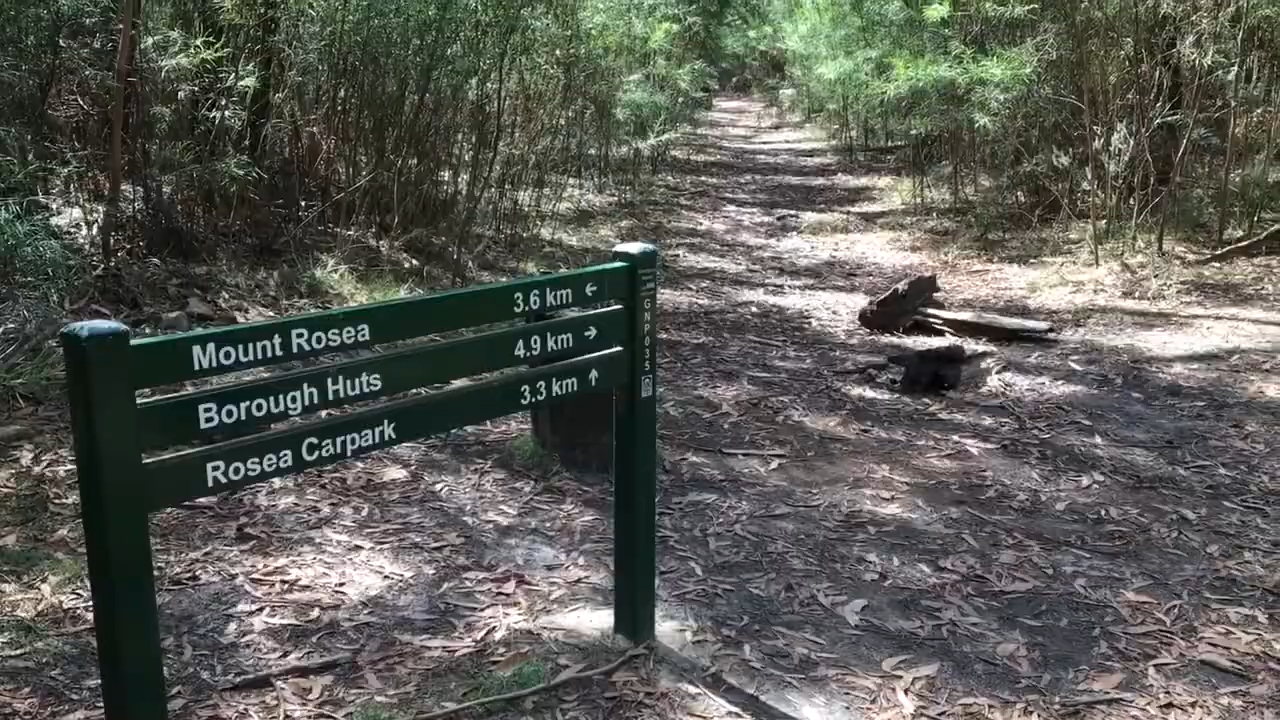 Mount Rosea 3.6 km ←
Borough Huts 4.9 km →
Rosea Carpark 3.3 km ↑
GNP035